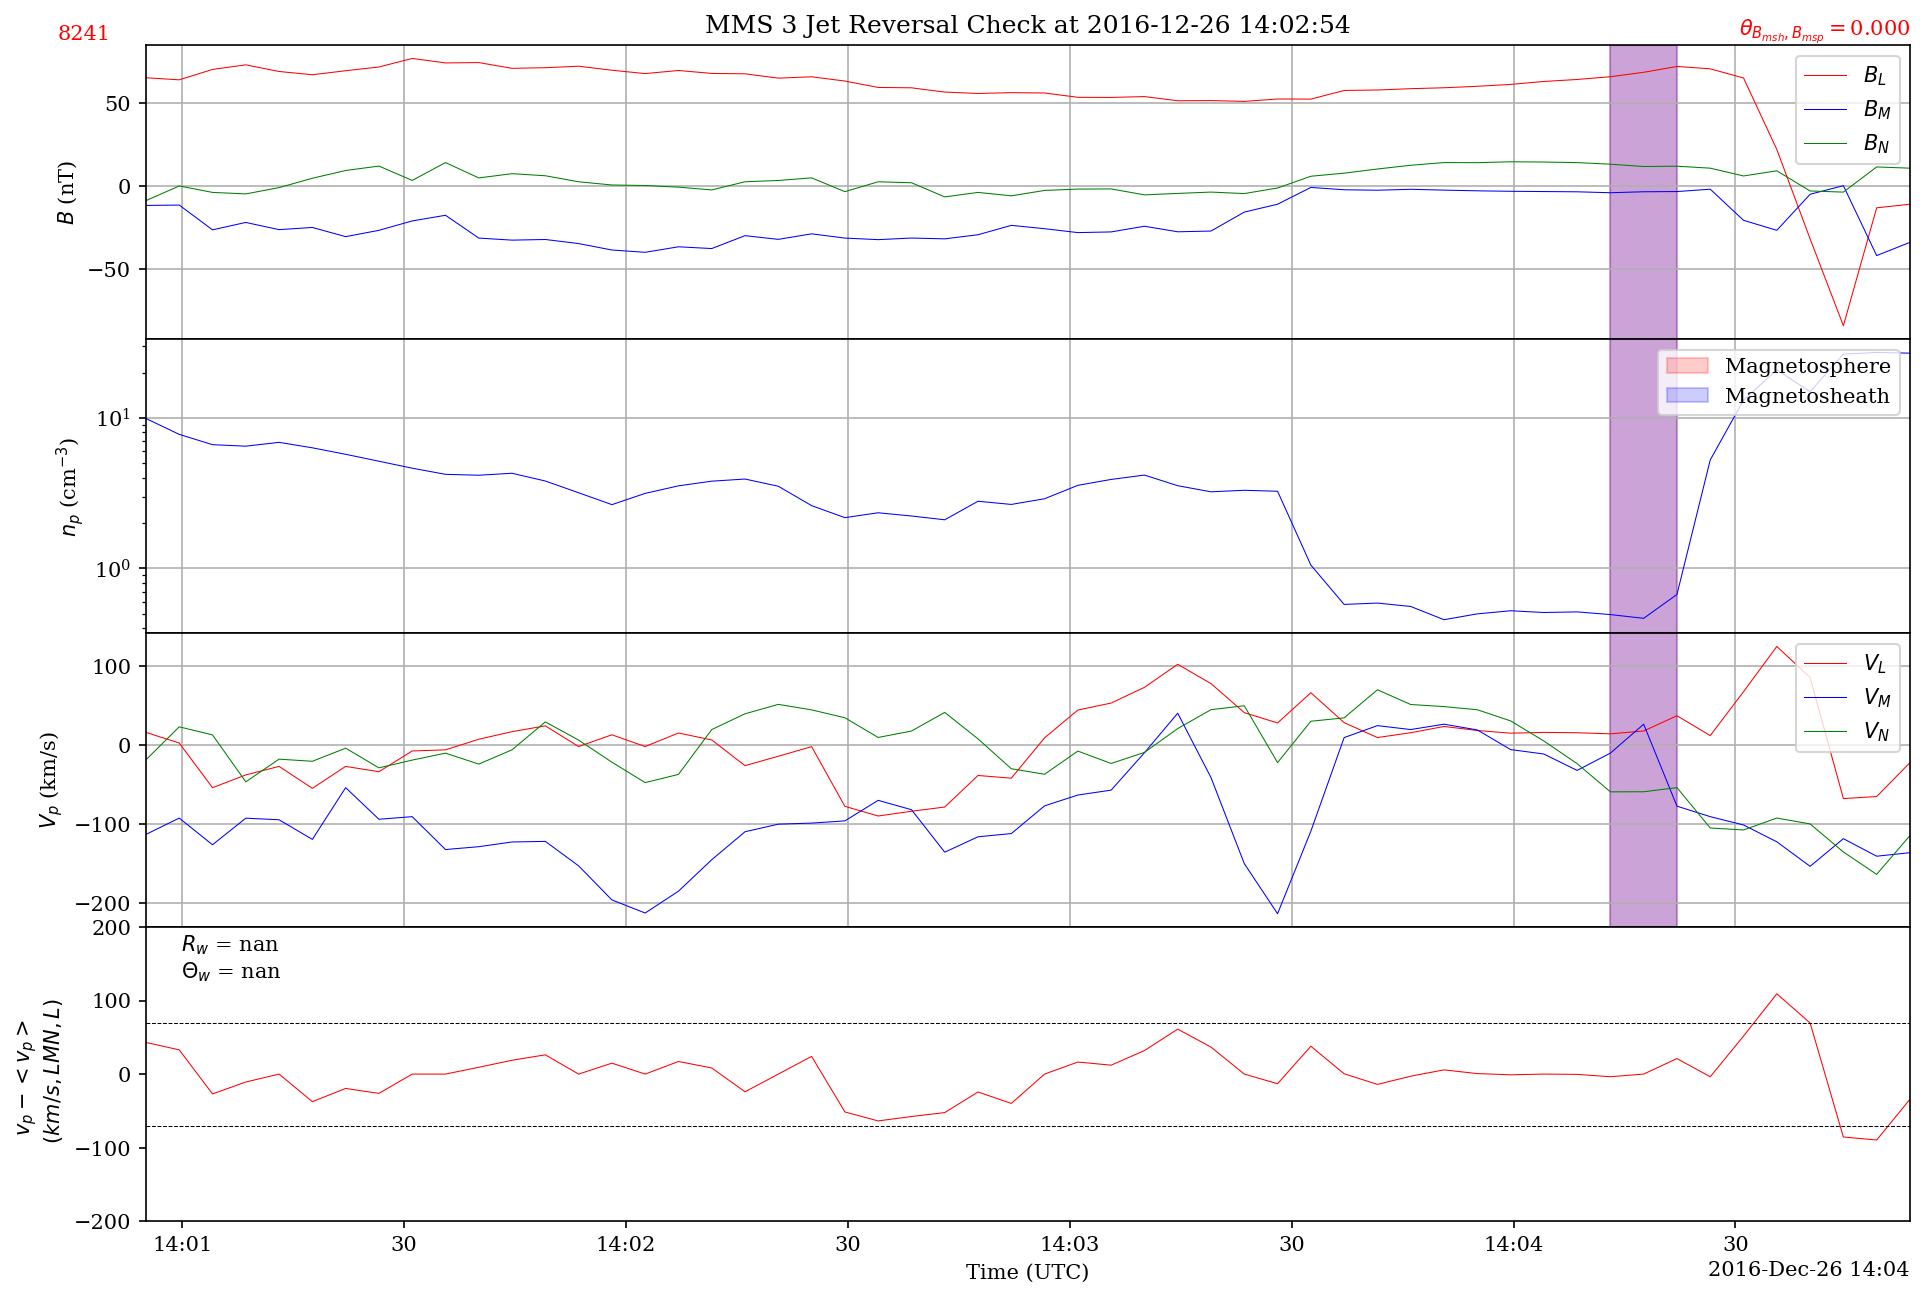 8241
MMS 3 Jet Reversal Check at 2016-12-26 14:02:54
θ_{B_{msh}, B_{msp}} = 0.000
50
0
−50
B (nT)
B_L
B_M
B_N
10^1
10^0
n_p (cm^{−3})
Magnetosphere
Magnetosheath
100
0
−100
−200
V_p (km/s)
V_L
V_M
V_N
200
100
0
−100
−200
v_p − < v_p >
(km/s, LMN, L)
R_w = nan
Θ_w = nan
14:01 30 14:02 30 14:03 30 14:04 30
Time (UTC)
2016-Dec-26 14:04